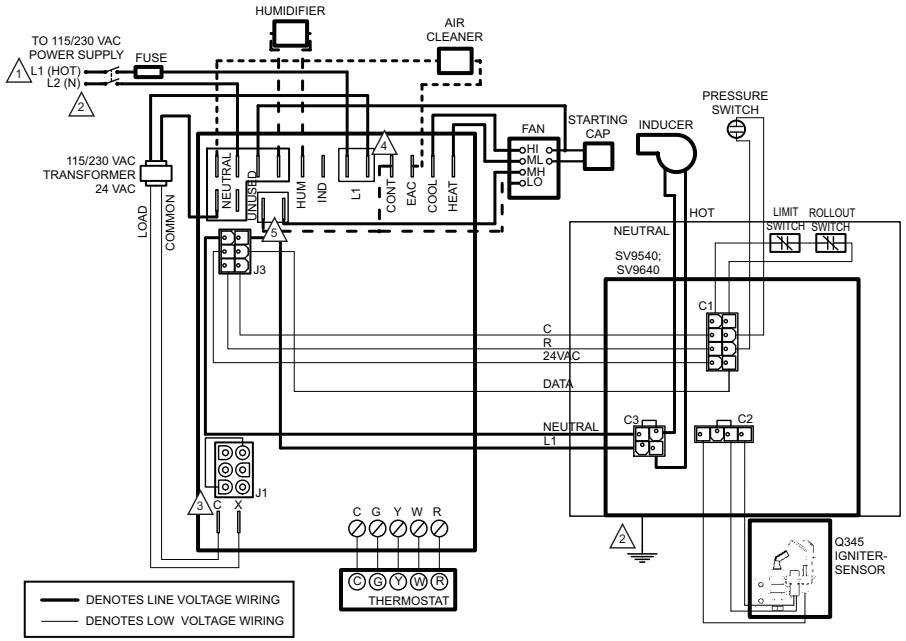 HUMIDIFIER
AIR
CLEANER
TO 115/230 VAC
POWER SUPPLY
FUSE
1
L1 (HOT)
L2 (N)
2
PRESSURE
SWITCH
FAN
STARTING
CAP
INDUCER
4
HI
ML
MH
LO
115/230 VAC
TRANSFORMER
24 VAC
NEUTRAL
UNUSED
HUM
IND
L1
CONT
EAC
COOL
HEAT
LOAD
COMMON
5
HOT
NEUTRAL
LIMIT
SWITCH
ROLLOUT
SWITCH
SV9540;
SV9640
J3
C1
C
R
24VAC
DATA
NEUTRAL
L1
C3
C2
J1
3
C X
C G Y W R
2
Q345
IGNITER-
SENSOR
C G Y W R
THERMOSTAT
DENOTES LINE VOLTAGE WIRING
DENOTES LOW VOLTAGE WIRING